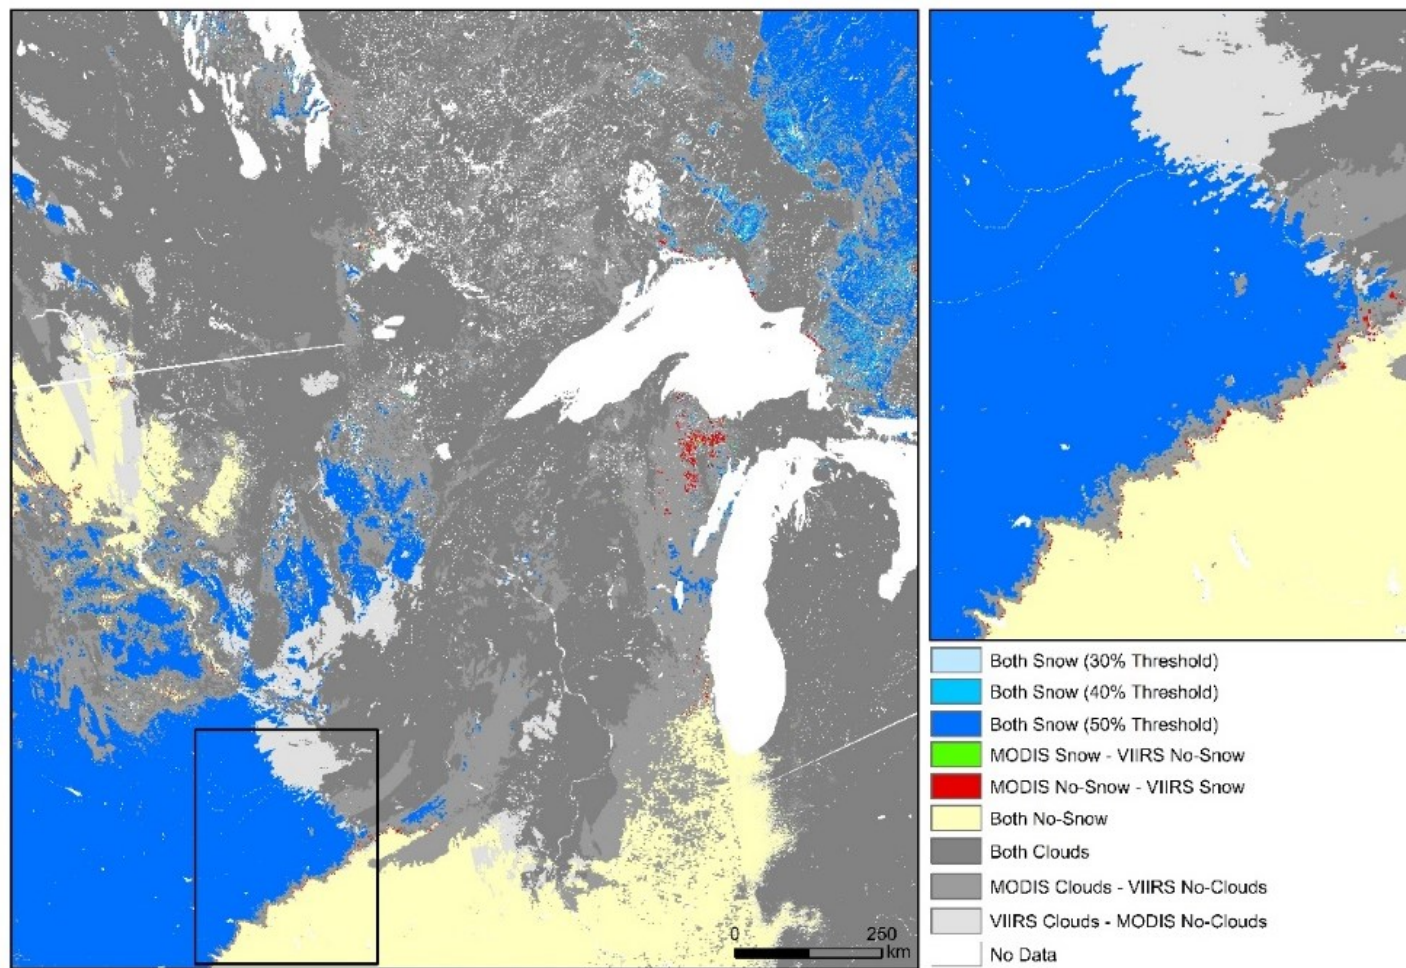 Both Snow (30% Threshold)
Both Snow (40% Threshold)
Both Snow (50% Threshold)
MODIS Snow - VIIRS No-Snow
MODIS No-Snow - VIIRS Snow
Both No-Snow
Both Clouds
MODIS Clouds - VIIRS No-Clouds
VIIRS Clouds - MODIS No-Clouds
No Data
0 250
km